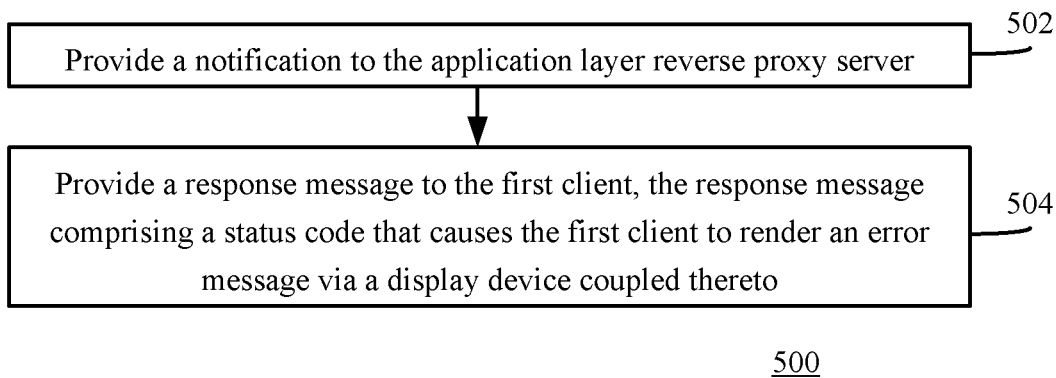 502
Provide a notification to the application layer reverse proxy server
Provide a response message to the first client, the response message
comprising a status code that causes the first client to render an error
message via a display device coupled thereto
504
500